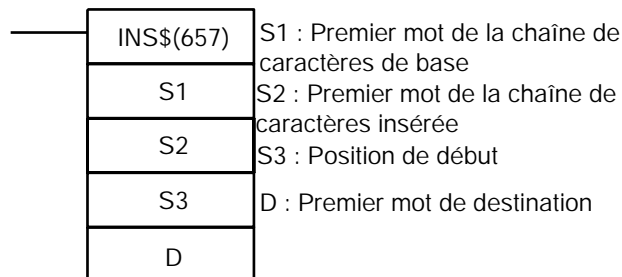 INS$(657)
S1
S2
S3
D
S1 : Premier mot de la chaîne de
caractères de base
S2 : Premier mot de la chaîne de
caractères insérée
S3 : Position de début
D : Premier mot de destination